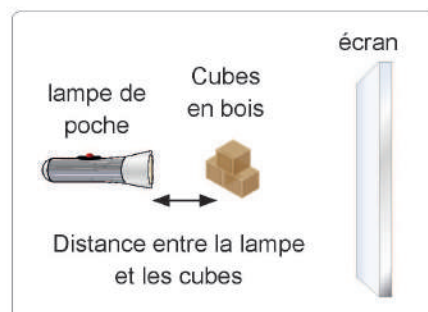 écran
Cubes
en bois
lampe de
poche
Distance entre la lampe
et les cubes